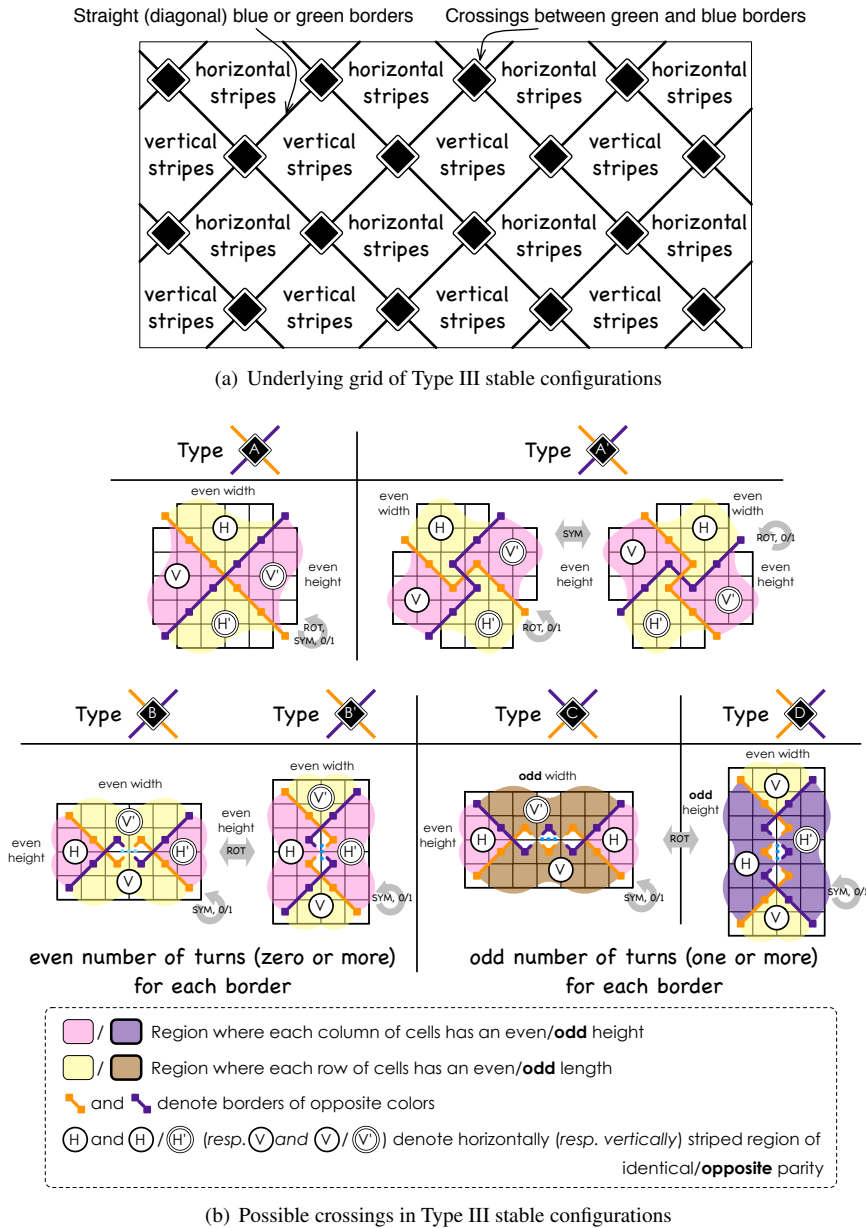 Straight (diagonal) blue or green borders
Crossings between green and blue borders
horizontal stripes
horizontal stripes
horizontal stripes
horizontal stripes
vertical stripes
vertical stripes
vertical stripes
vertical stripes
horizontal stripes
horizontal stripes
horizontal stripes
horizontal stripes
vertical stripes
vertical stripes
vertical stripes
vertical stripes
(a) Underlying grid of Type III stable configurations
Type A
Type A'
even width
H
V
V'
H'
even height
ROT, SYM, 0/1
even width
H
V'
V
H'
even height
ROT, 0/1
SYM
even width
H
V
V'
H'
even height
ROT, 0/1
Type B
Type B'
Type C
Type D
even width
even height
V'
H
H'
V
SYM, 0/1
ROT
even width
even height
V'
H
H'
V
SYM, 0/1
odd width
even height
V'
H
H
V
SYM, 0/1
ROT
even width
odd height
V
H'
H
V
SYM, 0/1
even number of turns (zero or more)
for each border
odd number of turns (one or more)
for each border
/ Region where each column of cells has an even/odd height
/ Region where each row of cells has an even/odd length
and denote borders of opposite colors
H and H / H' (resp. V and V / V') denote horizontally (resp. vertically) striped region of
identical/opposite parity
(b) Possible crossings in Type III stable configurations